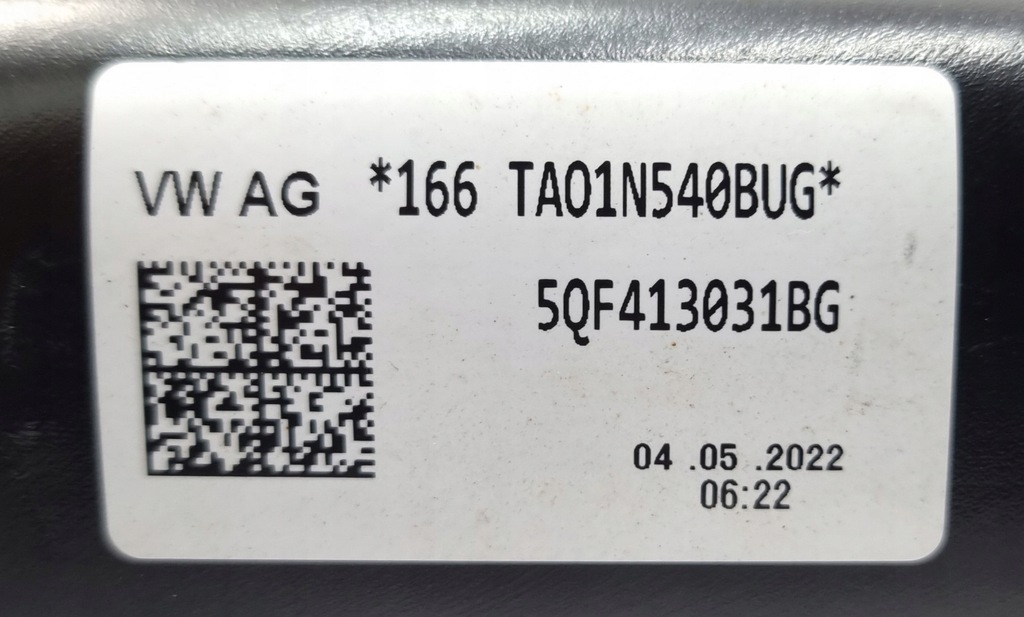 VW AG *166 TA01N540BUG*
5QF413031BG
04 .05 .2022
06:22